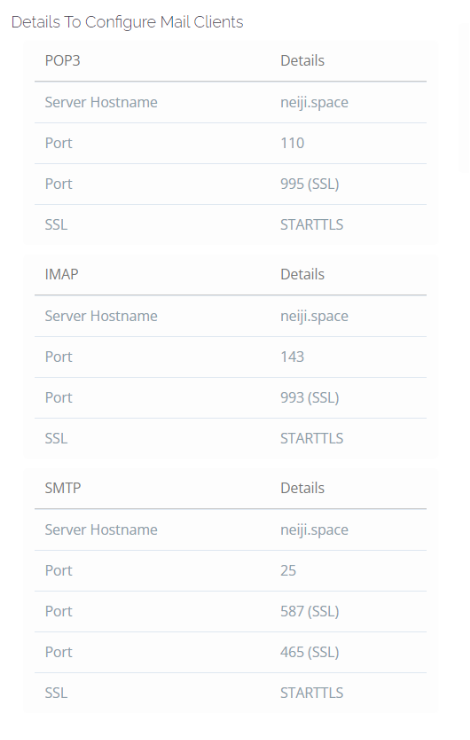 Details To Configure Mail Clients
POP3 Details
Server Hostname neiji.space
Port 110
Port 995 (SSL)
SSL STARTTLS
IMAP Details
Server Hostname neiji.space
Port 143
Port 993 (SSL)
SSL STARTTLS
SMTP Details
Server Hostname neiji.space
Port 25
Port 587 (SSL)
Port 465 (SSL)
SSL STARTTLS